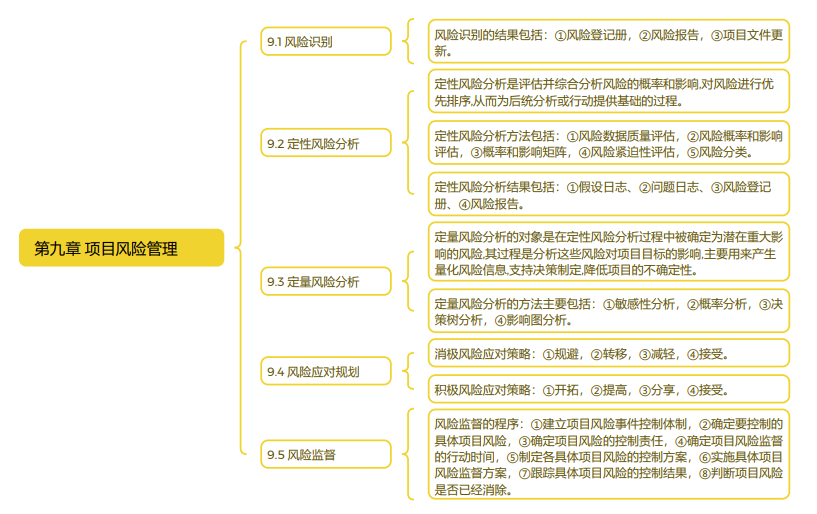 第九章 项目风险管理
9.1 风险识别
风险识别的结果包括：①风险登记册，②风险报告，③项目文件更
新。
9.2 定性风险分析
定性风险分析是评估并综合分析风险的概率和影响,对风险进行优
先排序,从而为后统分析或行动提供基础的过程。
定性风险分析方法包括：①风险数据质量评估，②风险概率和影响
评估，③概率和影响矩阵，④风险紧迫性评估，⑤风险分类。
定性风险分析结果包括：①假设日志、②问题日志、③风险登记
册、④风险报告。
9.3 定量风险分析
定量风险分析的对象是在定性风险分析过程中被确定为潜在重大影
响的风险,其过程是分析这些风险对项目目标的影响,主要用来产生
量化风险信息,支持决策制定,降低项目的不确定性。
定量风险分析的方法主要包括：①敏感性分析，②概率分析，③决
策树分析，④影响图分析。
9.4 风险应对规划
消极风险应对策略：①规避，②转移，③减轻，④接受。
积极风险应对策略：①开拓，②提高，③分享，④接受。
9.5 风险监督
风险监督的程序：①建立项目风险事件控制体制，②确定要控制的
具体项目风险，③确定项目风险的控制责任，④确定项目风险监督
的行动时间，⑤制定各具体项目风险的控制方案，⑥实施具体项目
风险监督方案，⑦跟踪具体项目风险的控制结果，⑧判断项目风险
是否已经消除。